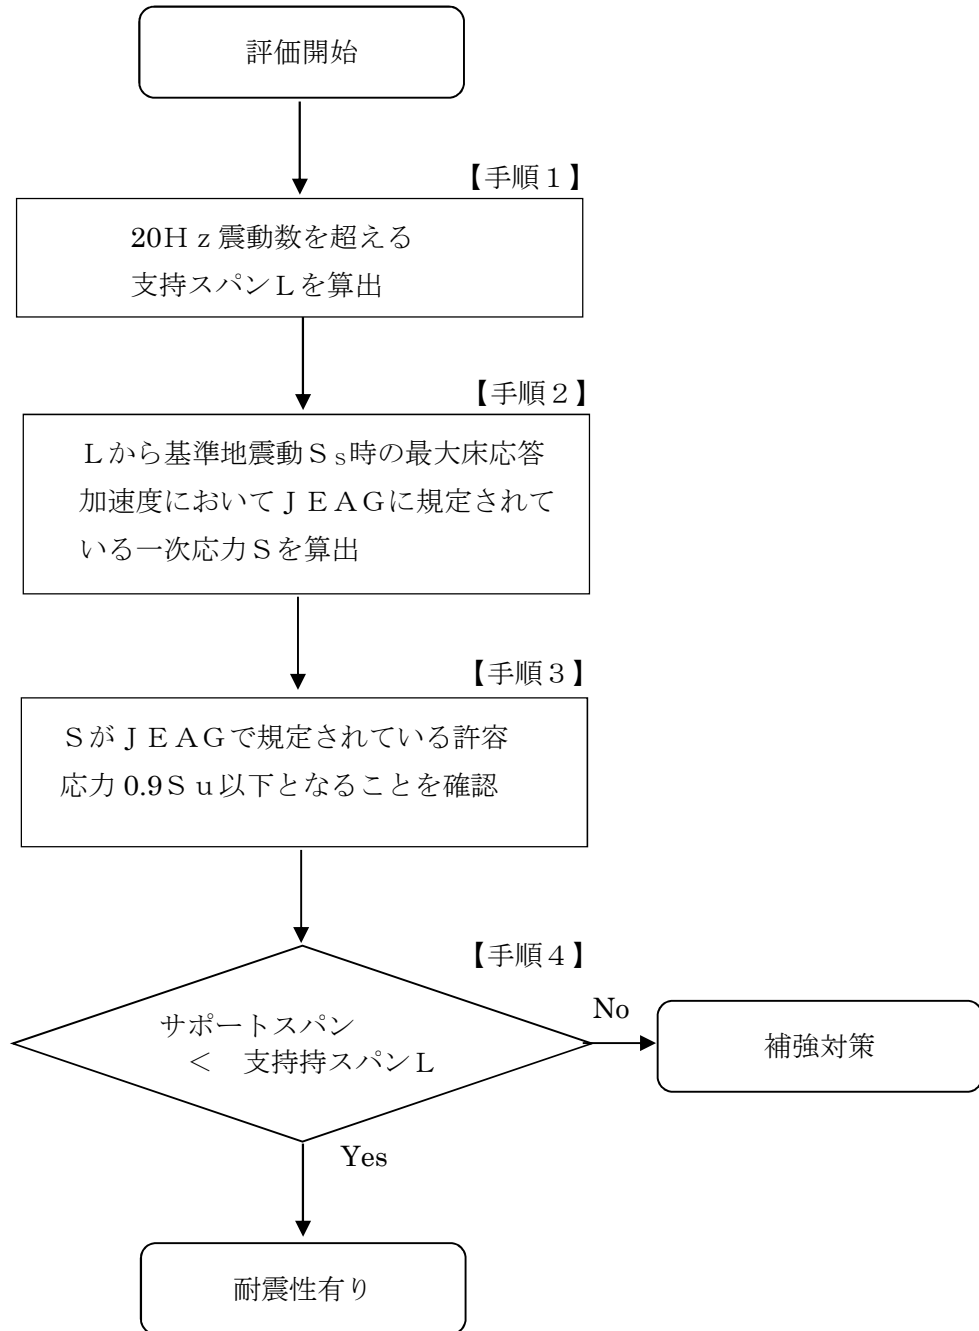 評価開始
【手順１】
20Ｈｚ震動数を超える
支持スパンＬを算出
【手順２】
Ｌから基準地震動Ｓｓ時の最大床応答
加速度においてＪＥＡＧに規定されて
いる一次応力Ｓを算出
【手順３】
ＳがＪＥＡＧで規定されている許容
応力0.9Ｓｕ以下となることを確認
【手順４】
サポートスパン
＜　支持持スパンＬ
No
補強対策
Yes
耐震性有り